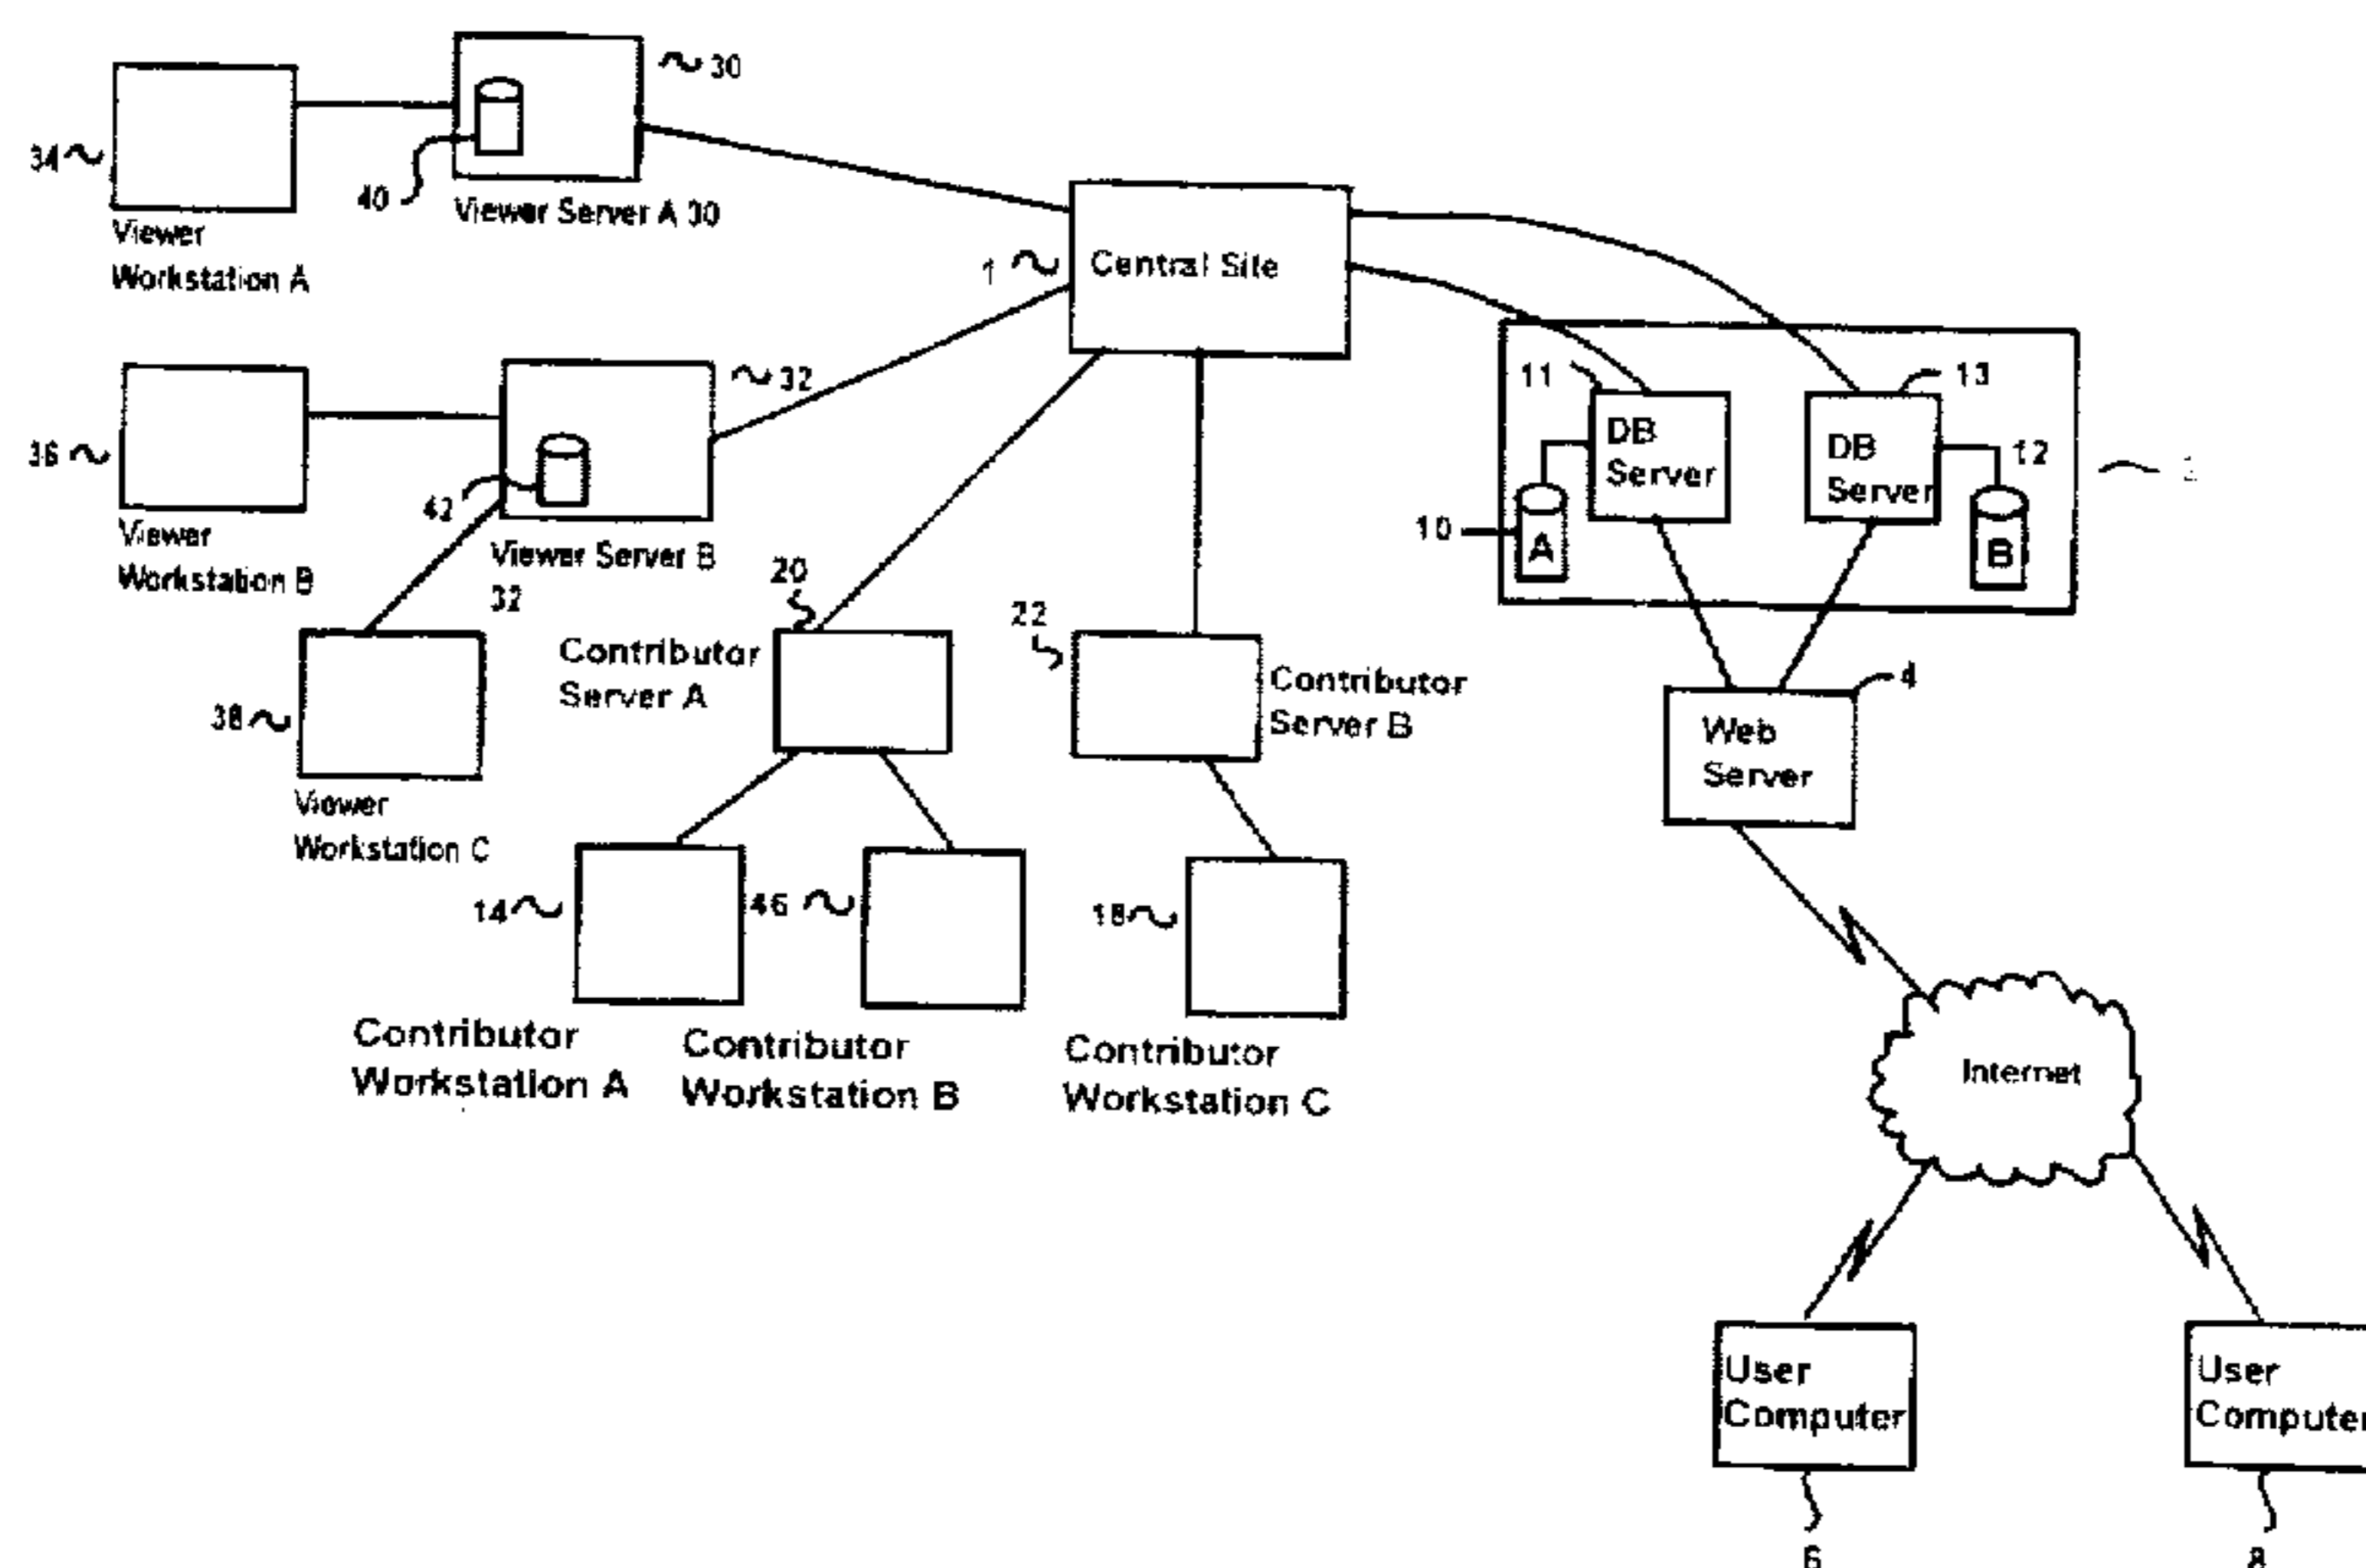 30
34
40
Viewer Server A 30
Viewer
Workstation A
1
Central Site
32
36
42
Viewer
Workstation B
Viewer Server B
32
11
13
DB
Server
DB
Server
12
10
A
B
20
22
Contributor
Server A
Contributor
Server B
4
Web
Server
38
Viewer
Workstation C
14
46
18
Contributor
Workstation A
Contributor
Workstation B
Contributor
Workstation C
Internet
User
Computer
User
Computer
6
8